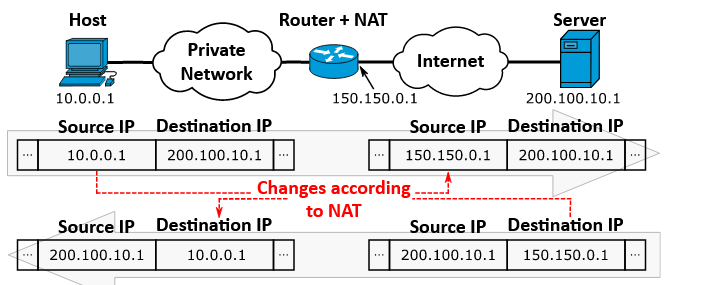 Host Router + NAT Server
Private
Network
Internet
10.0.0.1 150.150.0.1 200.100.10.1
Source IP Destination IP Source IP Destination IP
... 10.0.0.1 200.100.10.1 ... ... 150.150.0.1 200.100.10.1 ...
Changes according
to NAT
Source IP Destination IP Source IP Destination IP
... 200.100.10.1 10.0.0.1 ... ... 200.100.10.1 150.150.0.1 ...